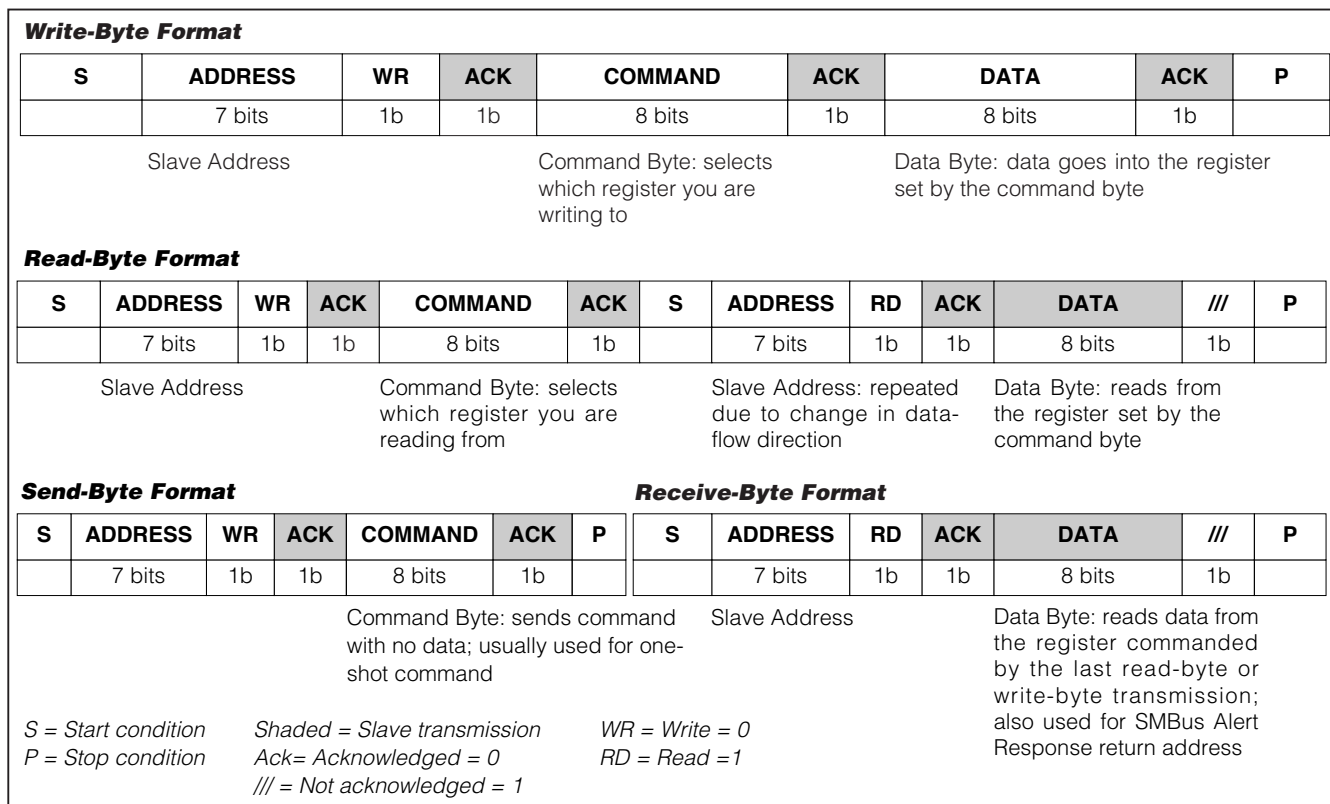 Write-Byte Format
S ADDRESS WR ACK COMMAND ACK DATA ACK P
7 bits 1b 1b 8 bits 1b 8 bits 1b
Slave Address
Command Byte: selects
which register you are
writing to
Data Byte: data goes into the register
set by the command byte
Read-Byte Format
S ADDRESS WR ACK COMMAND ACK S ADDRESS RD ACK DATA /// P
7 bits 1b 1b 8 bits 1b 7 bits 1b 1b 8 bits 1b
Slave Address
Command Byte: selects
which register you are
reading from
Slave Address: repeated
due to change in data-
flow direction
Data Byte: reads from
the register set by the
command byte
Send-Byte Format
S ADDRESS WR ACK COMMAND ACK P
7 bits 1b 1b 8 bits 1b
Command Byte: sends command
with no data; usually used for one-
shot command
Receive-Byte Format
S ADDRESS RD ACK DATA /// P
7 bits 1b 1b 8 bits 1b
Slave Address
Data Byte: reads data from
the register commanded
by the last read-byte or
write-byte transmission;
also used for SMBus Alert
Response return address
S = Start condition Shaded = Slave transmission WR = Write = 0
P = Stop condition Ack= Acknowledged = 0 RD = Read =1
/// = Not acknowledged = 1